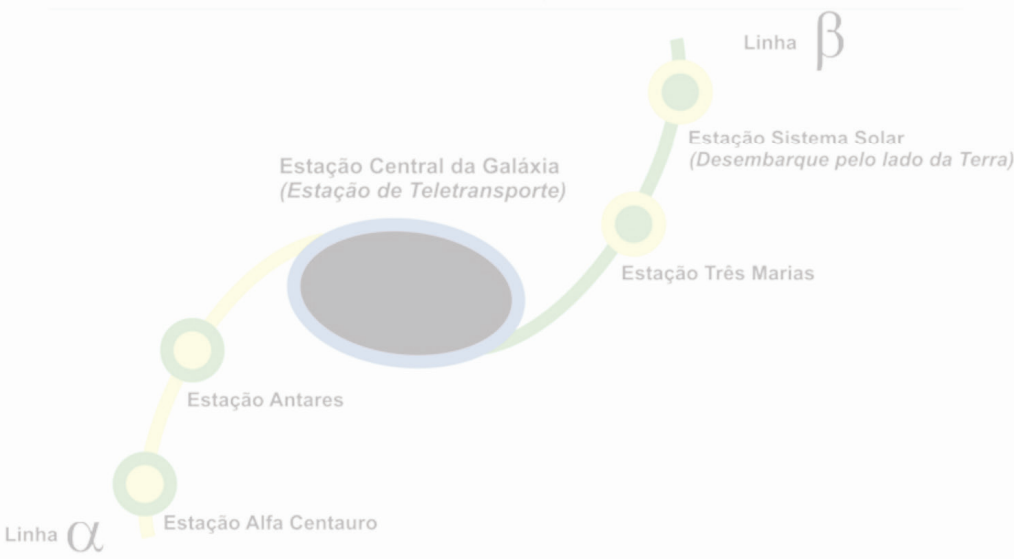 Linha β
Estação Sistema Solar
(Desembarque pelo lado da Terra)
Estação Central da Galáxia
(Estação de Teletransporte)
Estação Três Marias
Estação Antares
Estação Alfa Centauro
Linha α